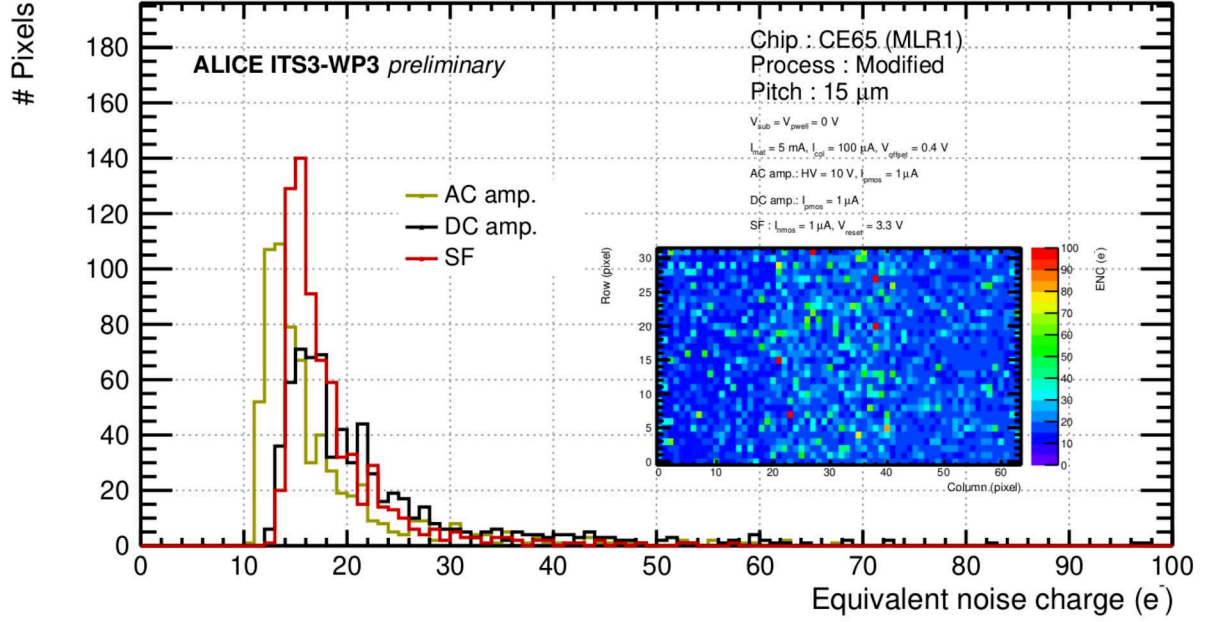 # Pixels
180
160
140
120
100
80
60
40
20
0
ALICE ITS3-WP3 preliminary
Chip : CE65 (MLR1)
Process : Modified
Pitch : 15 μm
V_sub = V_pwell = 0 V
I_mat = 5 mA, I_col = 100 μA, V_offset = 0.4 V
AC amp.: HV = 10 V, I_pmos = 1 μA
DC amp.: I_pmos = 1 μA
SF : I_nmos = 1 μA, V_reset = 3.3 V
AC amp.
DC amp.
SF
Row (pixel)
30
25
20
15
10
5
0
0 10 20 30 40 50 60
Column (pixel)
100
90
80
70
60
50
40
30
20
10
0
ENC (e⁻)
0 10 20 30 40 50 60 70 80 90 100
Equivalent noise charge (e⁻)